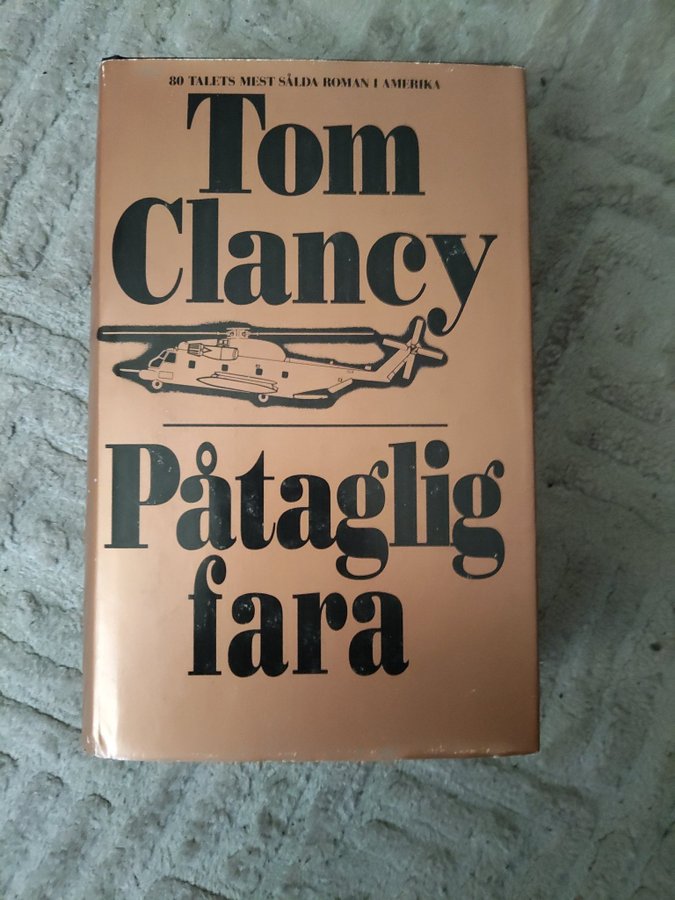 80 TALETS MEST SÅLDA ROMAN I AMERIKA
Tom
Clancy
Påtaglig
fara